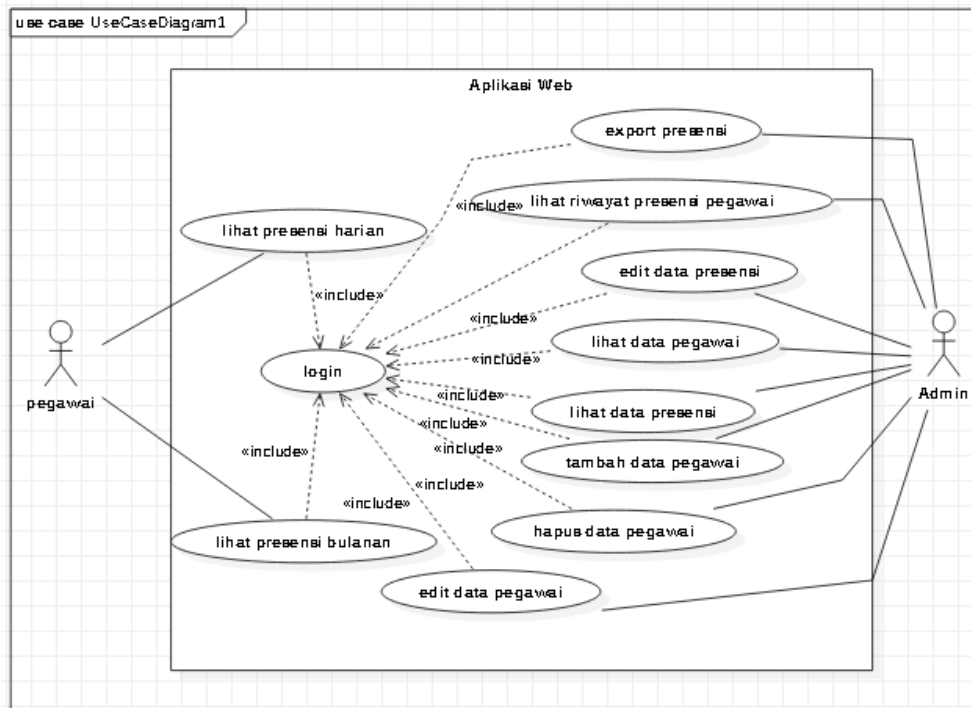 use case UseCaseDiagram1
Aplikasi Web
export presensi
«include»
lihat riwayat presensi pegawai
lihat presensi harian
edit data presensi
«include»
«include»
lihat data pegawai
«include»
login
pegawai
Admin
«include»
lihat data presensi
«include»
«include»
tambah data pegawai
«include»
«include»
«include»
hapus data pegawai
lihat presensi bulanan
edit data pegawai